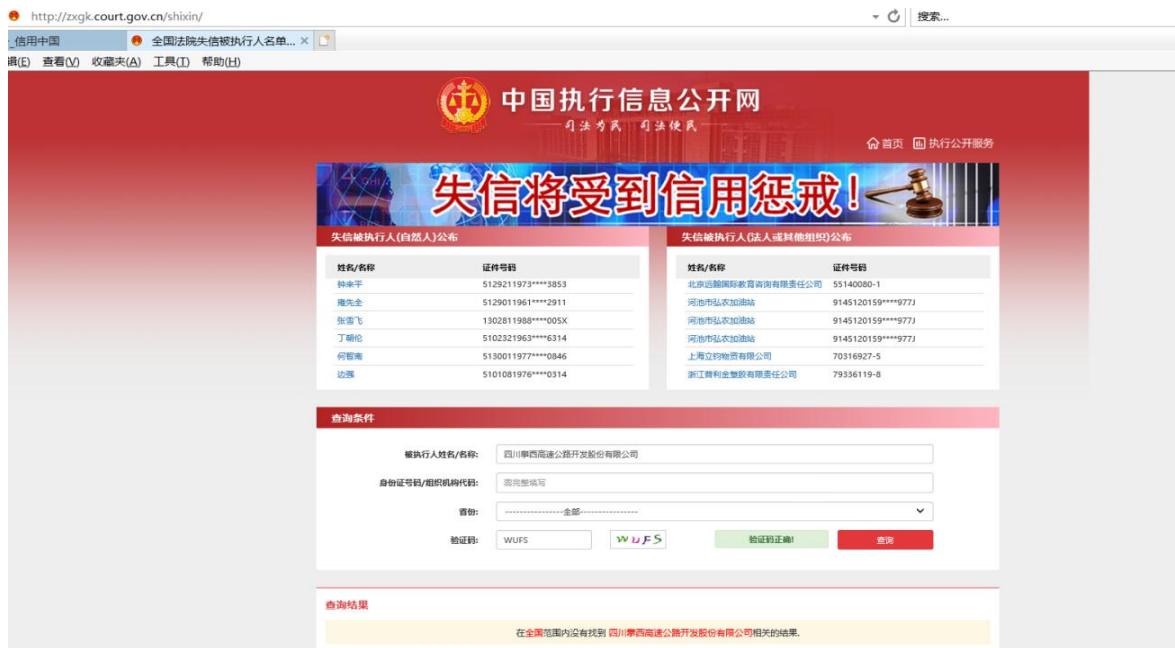 http://zxgk.court.gov.cn/shixin/
搜索...
_信用中国
全国法院失信被执行人名单... ×
辑(E) 查看(V) 收藏夹(A) 工具(T) 帮助(H)
中国执行信息公开网
司法为民 司法便民
首页 执行公开服务
失信将受到信用惩戒!
失信被执行人(自然人)公布
姓名/名称 证件号码
钟来平 5129211973****3853
雍先全 5129011961****2911
张雪飞 1302811988****005X
丁朝伦 5102321963****6314
5130011977****0846
边强 5101081976****0314
失信被执行人(法人或其他组织)公布
姓名/名称 证件号码
北京远翰国际教育咨询有限责任公司 55140080-1
河池市弘农加油站 9145120159****977J
河池市弘农加油站 9145120159****977J
河池市弘农加油站 9145120159****977J
上海立钧物资有限公司 70316927-5
浙江普利金塑胶有限责任公司 79336119-8
查询条件
被执行人姓名/名称: 四川攀西高速公路开发股份有限公司
身份证号码/组织机构代码: 需完整填写
省份: ----------------全部----------------
验证码: WUFS WUFS 验证码正确! 查询
查询结果
在全国范围内没有找到 四川攀西高速公路开发股份有限公司相关的结果.